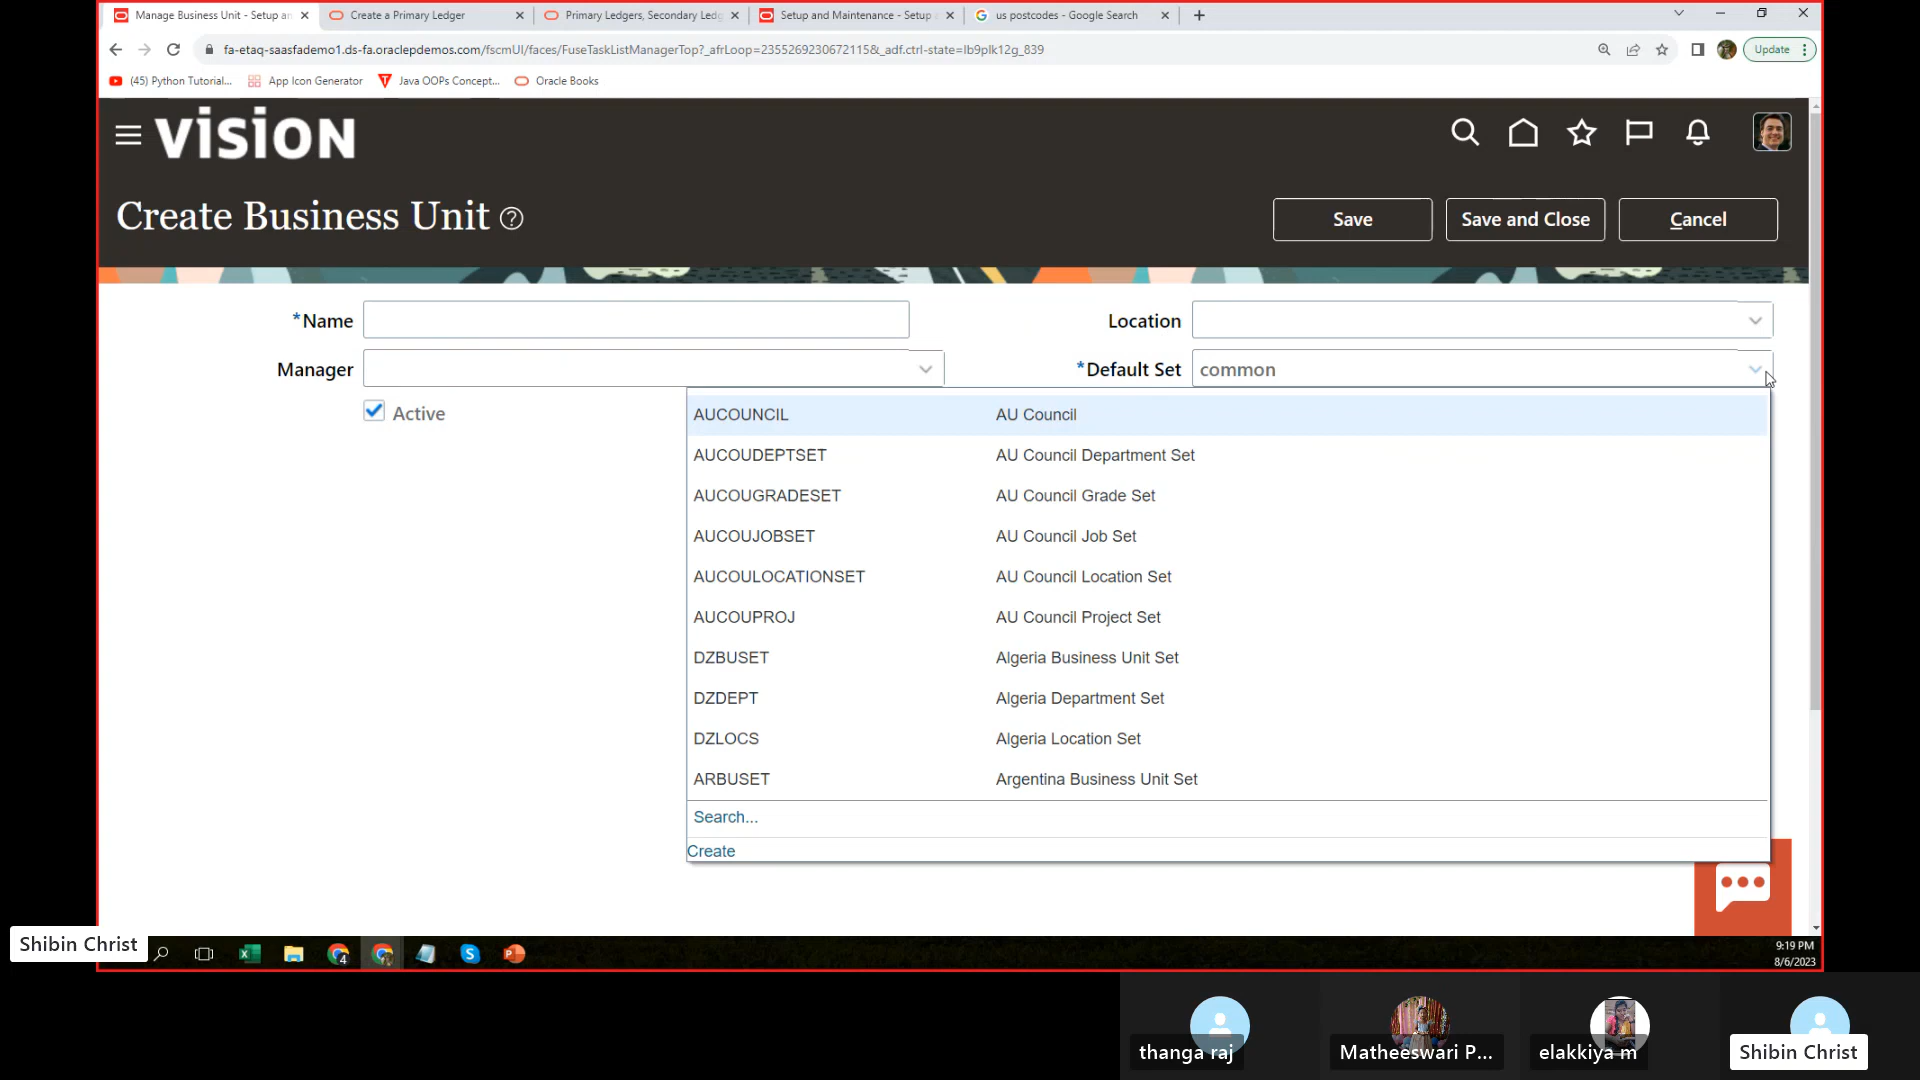 Manage Business Unit - Setup an
Create a Primary Ledger
Primary Ledgers, Secondary Ledg
Setup and Maintenance - Setup a
us postcodes - Google Search
fa-etaq-saasfademo1.ds-fa.oraclepdemos.com/fscmUI/faces/FuseTaskListManagerTop?_afrLoop=2355269230672115&_adf.ctrl-state=lb9plk12g_839
Update
(45) Python Tutorial...
App Icon Generator
Java OOPs Concept...
Oracle Books
VISION
Create Business Unit
Save
Save and Close
Cancel
*Name
Location
Manager
*Default Set
common
Active
AUCOUNCIL AU Council
AUCOUDEPTSET AU Council Department Set
AUCOUGRADESET AU Council Grade Set
AUCOUJOBSET AU Council Job Set
AUCOULOCATIONSET AU Council Location Set
AUCOUPROJ AU Council Project Set
DZBUSET Algeria Business Unit Set
DZDEPT Algeria Department Set
DZLOCS Algeria Location Set
ARBUSET Argentina Business Unit Set
Search...
Create
Shibin Christ
9:19 PM
8/6/2023
thanga raj
Matheeswari P...
elakkiya m
Shibin Christ